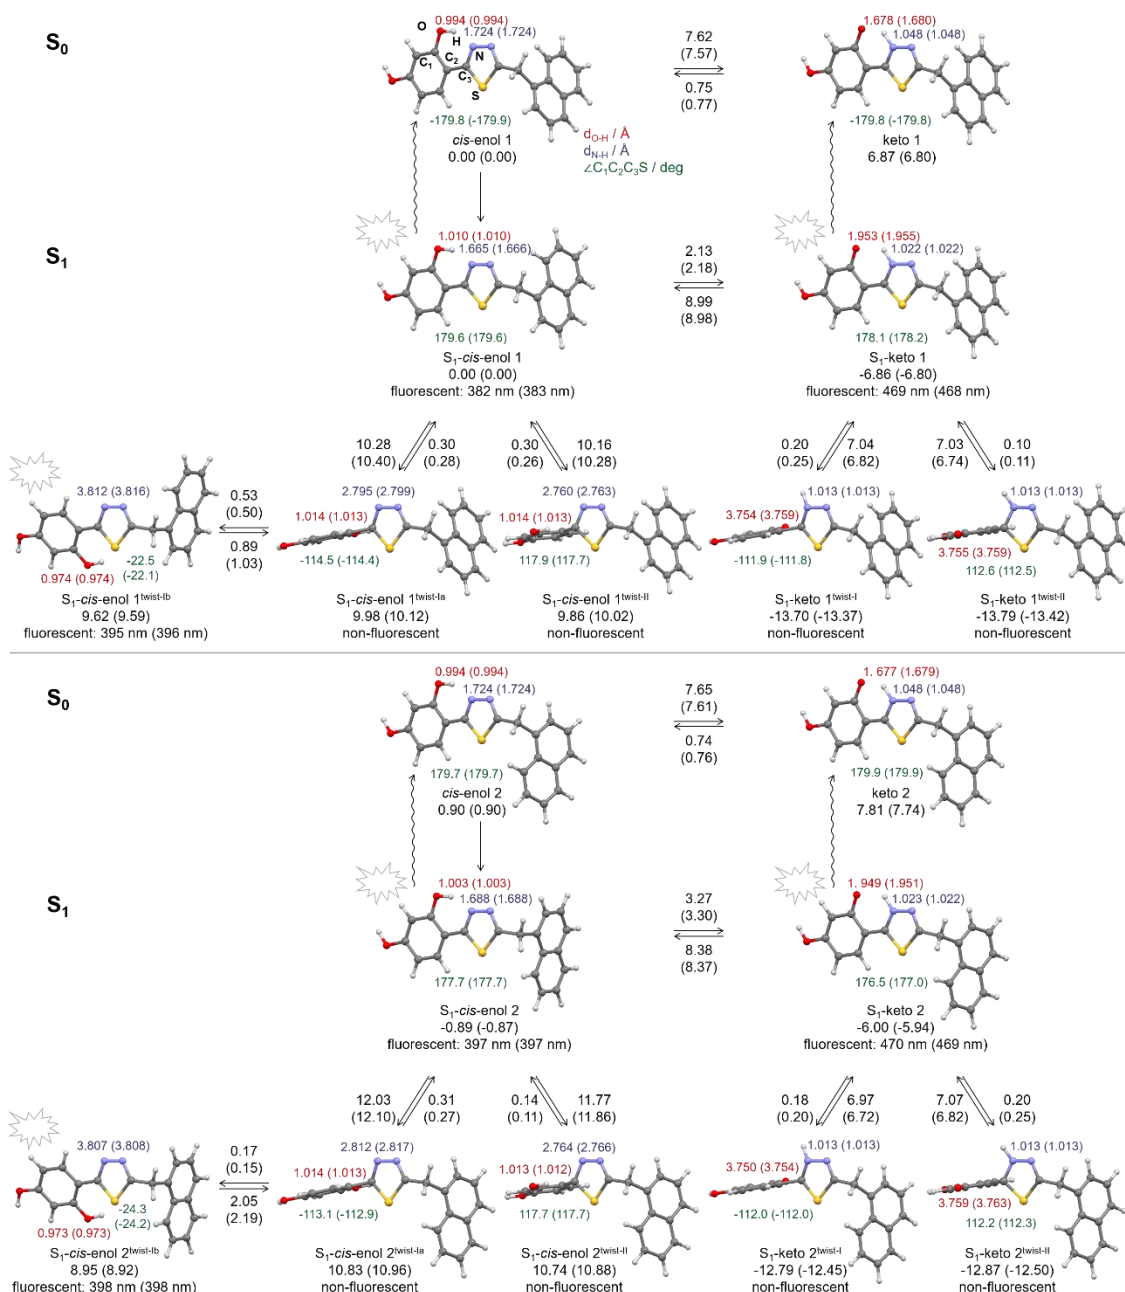 S0
O
0.994 (0.994)
H
1.724 (1.724)
C1
C2
N
C3
S
-179.8 (-179.9)
cis-enol 1
0.00 (0.00)
dO-H / Å
dN-H / Å
∠C1C2C3S / deg
7.62
(7.57)
0.75
(0.77)
1.678 (1.680)
1.048 (1.048)
-179.8 (-179.8)
keto 1
6.87 (6.80)
S1
1.010 (1.010)
1.665 (1.666)
179.6 (179.6)
S1-cis-enol 1
0.00 (0.00)
fluorescent: 382 nm (383 nm)
2.13
(2.18)
8.99
(8.98)
1.953 (1.955)
1.022 (1.022)
178.1 (178.2)
S1-keto 1
-6.86 (-6.80)
fluorescent: 469 nm (468 nm)
10.28
(10.40)
0.30
(0.28)
0.30
(0.26)
10.16
(10.28)
0.20
(0.25)
7.04
(6.82)
7.03
(6.74)
0.10
(0.11)
3.812 (3.816)
-22.5
(-22.1)
0.974 (0.974)
S1-cis-enol 1twist-Ib
9.62 (9.59)
fluorescent: 395 nm (396 nm)
0.53
(0.50)
0.89
(1.03)
2.795 (2.799)
1.014 (1.013)
-114.5 (-114.4)
S1-cis-enol 1twist-Ia
9.98 (10.12)
non-fluorescent
2.760 (2.763)
1.014 (1.013)
117.9 (117.7)
S1-cis-enol 1twist-II
9.86 (10.02)
non-fluorescent
1.013 (1.013)
3.754 (3.759)
-111.9 (-111.8)
S1-keto 1twist-I
-13.70 (-13.37)
non-fluorescent
1.013 (1.013)
3.755 (3.759)
112.6 (112.5)
S1-keto 1twist-II
-13.79 (-13.42)
non-fluorescent
S0
0.994 (0.994)
1.724 (1.724)
179.7 (179.7)
cis-enol 2
0.90 (0.90)
7.65
(7.61)
0.74
(0.76)
1. 677 (1.679)
1.048 (1.048)
179.9 (179.9)
keto 2
7.81 (7.74)
S1
1.003 (1.003)
1.688 (1.688)
177.7 (177.7)
S1-cis-enol 2
-0.89 (-0.87)
fluorescent: 397 nm (397 nm)
3.27
(3.30)
8.38
(8.37)
1. 949 (1.951)
1.023 (1.022)
176.5 (177.0)
S1-keto 2
-6.00 (-5.94)
fluorescent: 470 nm (469 nm)
12.03
(12.10)
0.31
(0.27)
0.14
(0.11)
11.77
(11.86)
0.18
(0.20)
6.97
(6.72)
7.07
(6.82)
0.20
(0.25)
3.807 (3.808)
-24.3
(-24.2)
0.973 (0.973)
S1-cis-enol 2twist-Ib
8.95 (8.92)
fluorescent: 398 nm (398 nm)
0.17
(0.15)
2.05
(2.19)
2.812 (2.817)
1.014 (1.013)
-113.1 (-112.9)
S1-cis-enol 2twist-Ia
10.83 (10.96)
non-fluorescent
2.764 (2.766)
1.013 (1.012)
117.7 (117.7)
S1-cis-enol 2twist-II
10.74 (10.88)
non-fluorescent
1.013 (1.013)
3.750 (3.754)
-112.0 (-112.0)
S1-keto 2twist-I
-12.79 (-12.45)
non-fluorescent
1.013 (1.013)
3.759 (3.763)
112.2 (112.3)
S1-keto 2twist-II
-12.87 (-12.50)
non-fluorescent